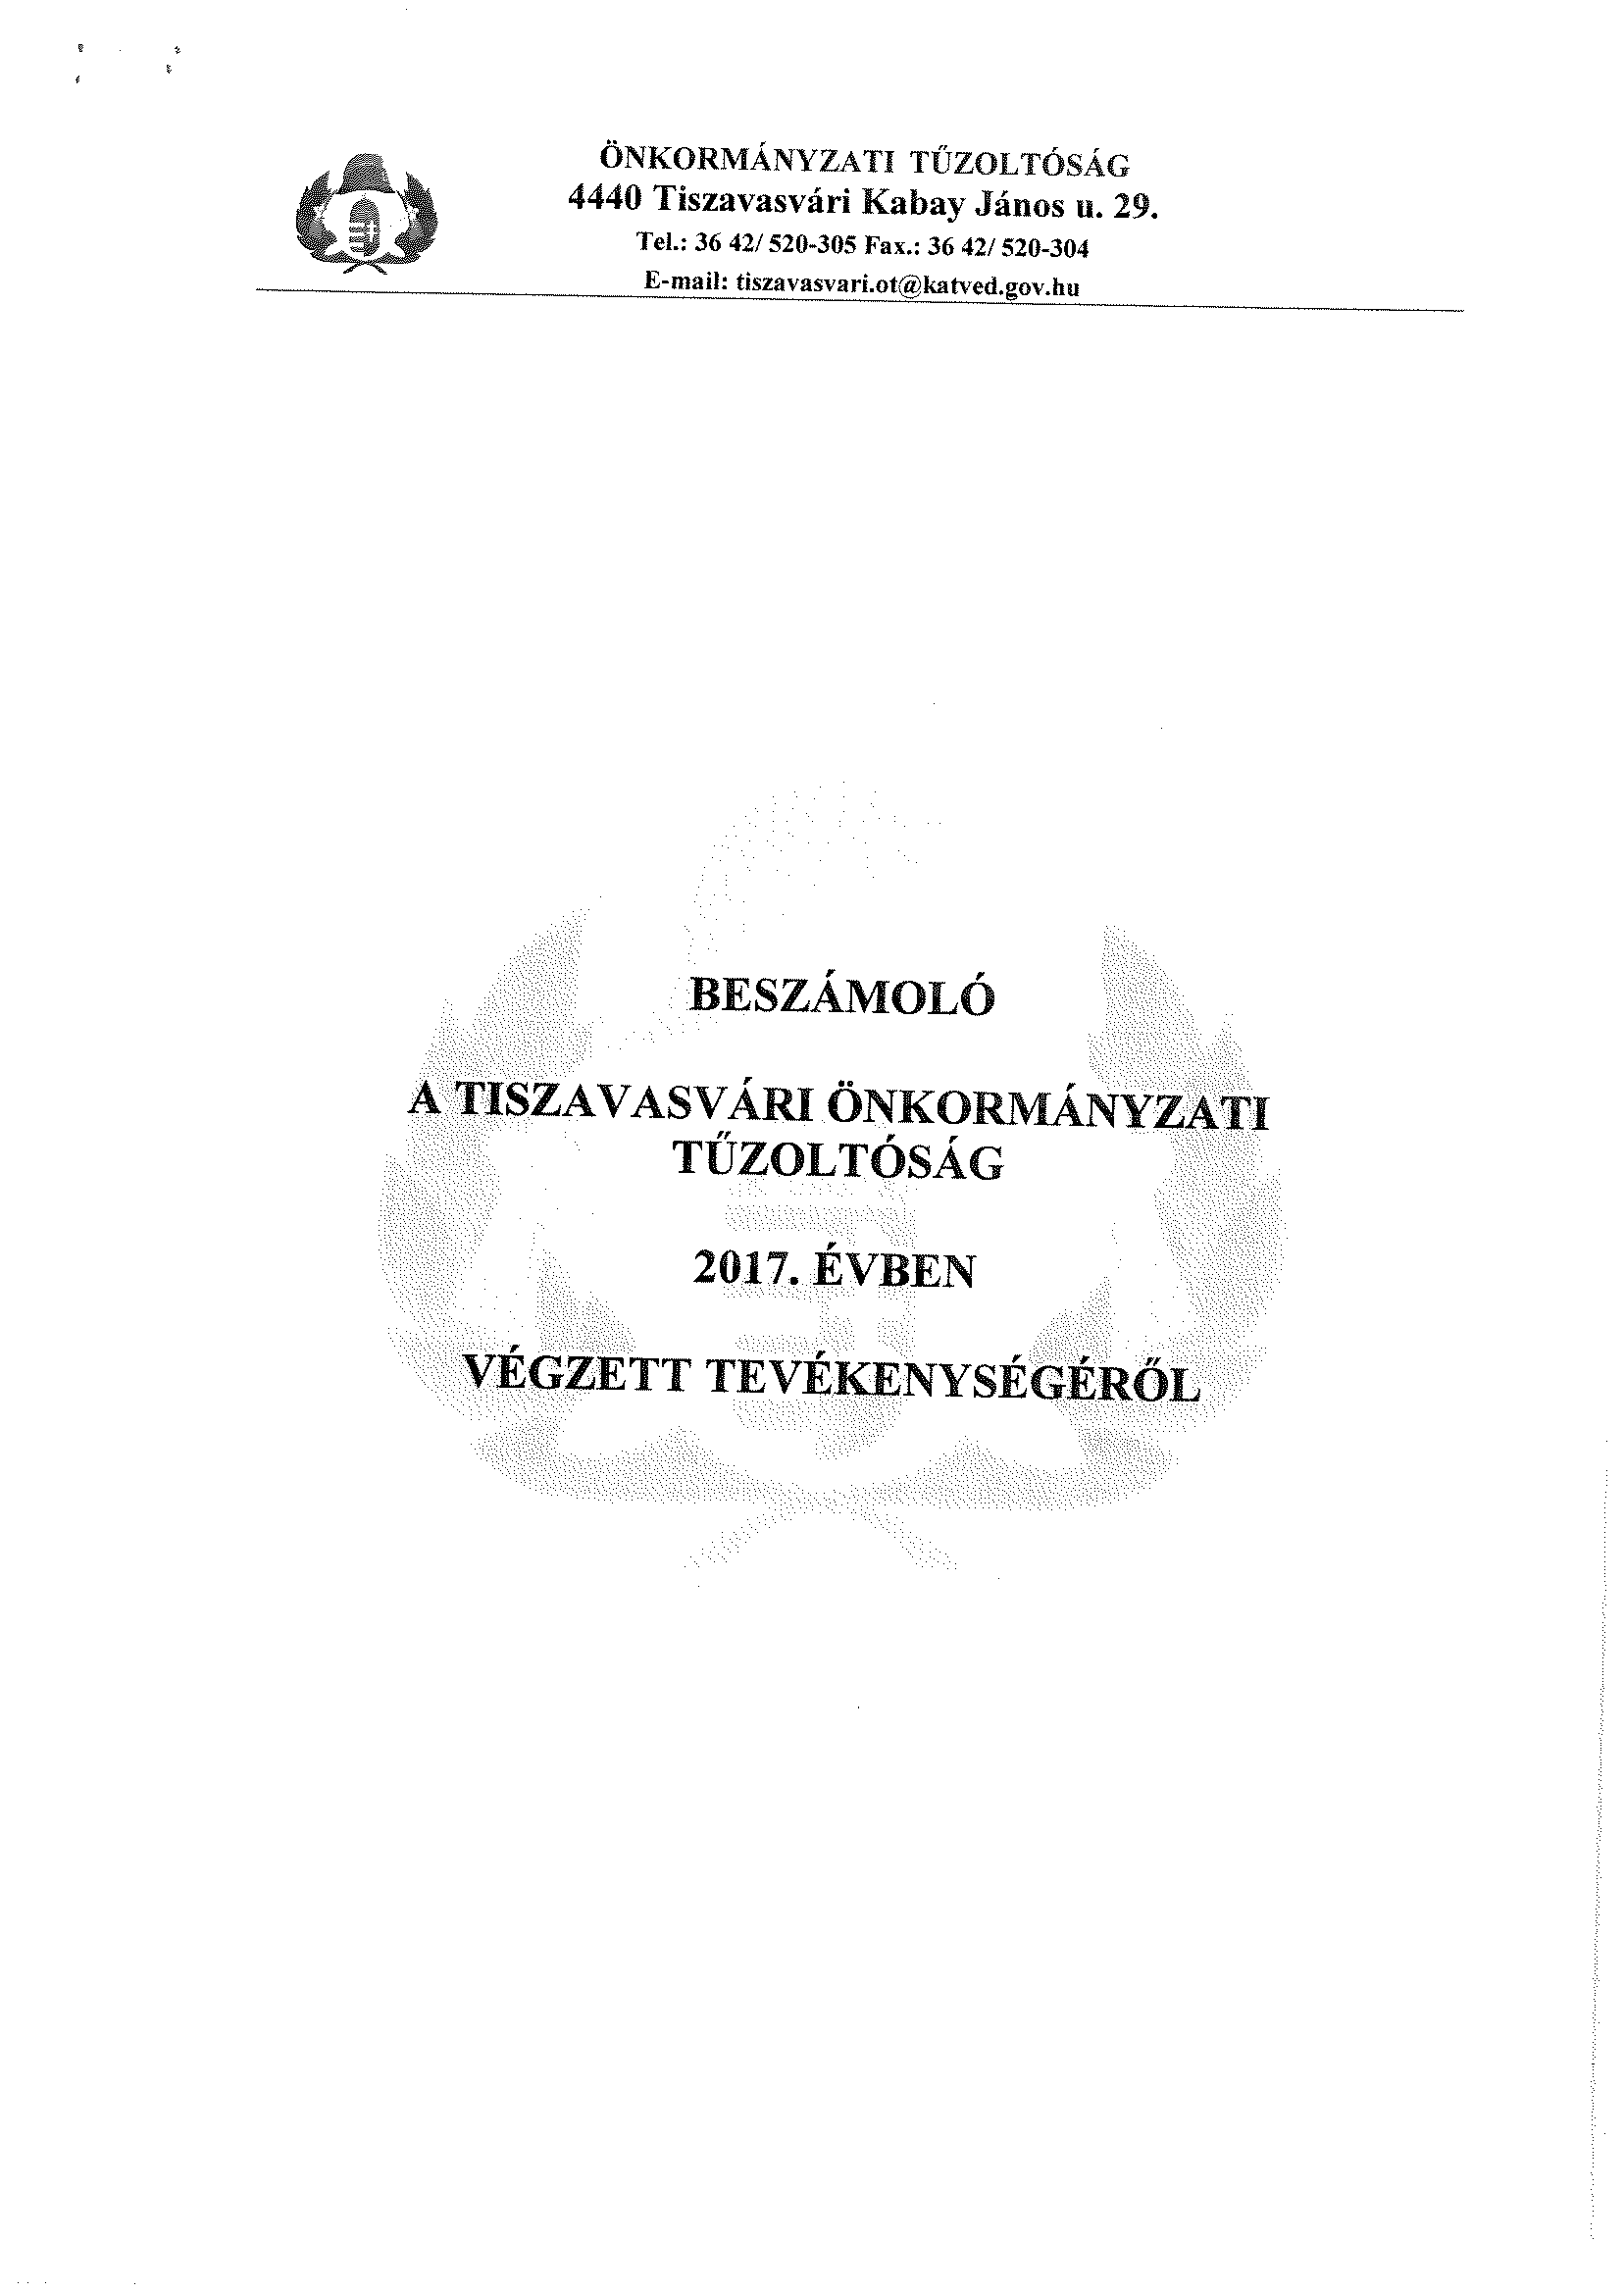 ÖNKORMÁNYZATI TŰZOLTÓSÁG
4440 Tiszavasvári Kabay János u. 29.
Tel.: 36 42/ 520-305 Fax.: 36 42/ 520-304
E-mail: tiszavasvari.ot@katved.gov.hu
BESZÁMOLÓ
A TISZAVASVÁRI ÖNKORMÁNYZATI
TŰZOLTÓSÁG
2017. ÉVBEN
VÉGZETT TEVÉKENYSÉGÉRŐL